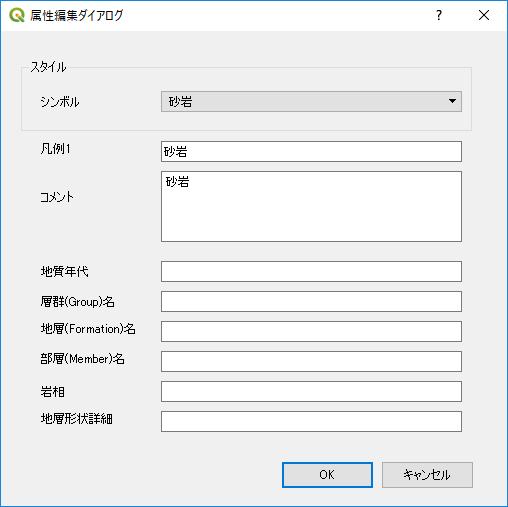 属性編集ダイアログ
?
スタイル
シンボル 砂岩
凡例1 砂岩
コメント 砂岩
地質年代
層群(Group)名
地層(Formation)名
部層(Member)名
岩相
地層形状詳細
OK キャンセル